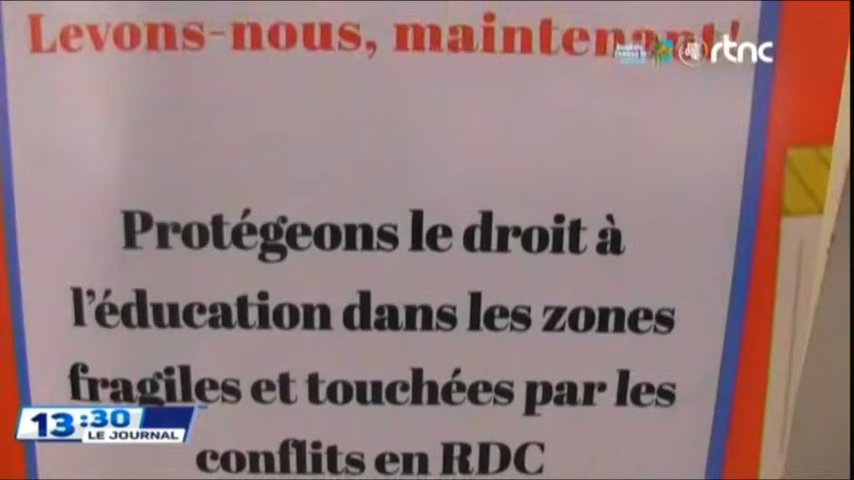 Levons-nous, maintenant!
rtnc
Protégeons le droit à
l'éducation dans les zones
fragiles et touchées par les
conflits en RDC
13:30
LE JOURNAL